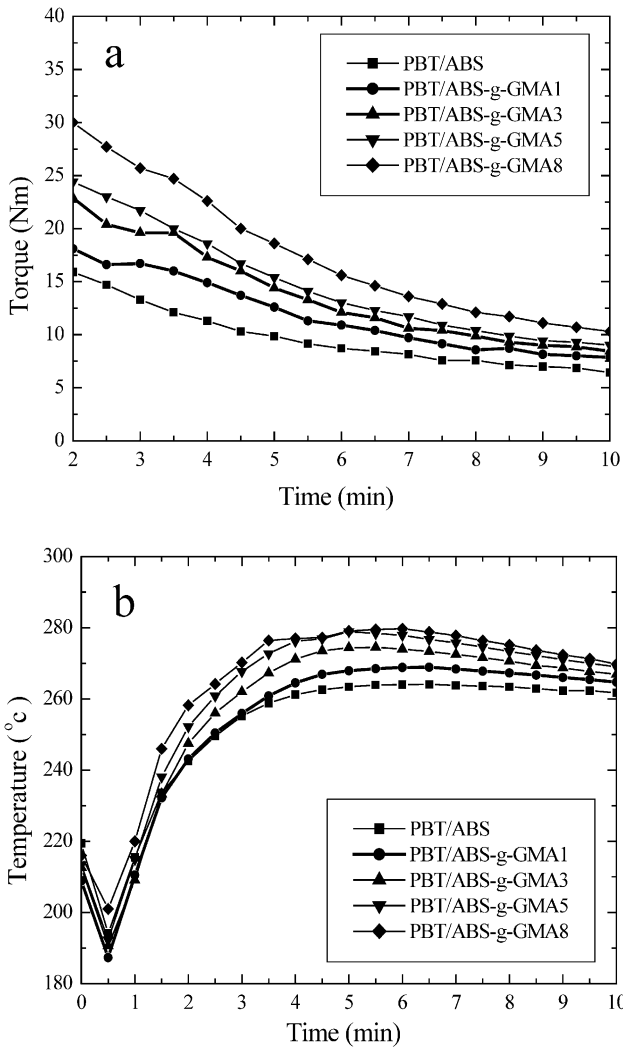 a
40
35
30
25
20
15
10
5
0
Torque (Nm)
PBT/ABS
PBT/ABS-g-GMA1
PBT/ABS-g-GMA3
PBT/ABS-g-GMA5
PBT/ABS-g-GMA8
2 3 4 5 6 7 8 9 10
Time (min)
b
300
280
260
240
220
200
180
Temperature (°c)
PBT/ABS
PBT/ABS-g-GMA1
PBT/ABS-g-GMA3
PBT/ABS-g-GMA5
PBT/ABS-g-GMA8
0 1 2 3 4 5 6 7 8 9 10
Time (min)